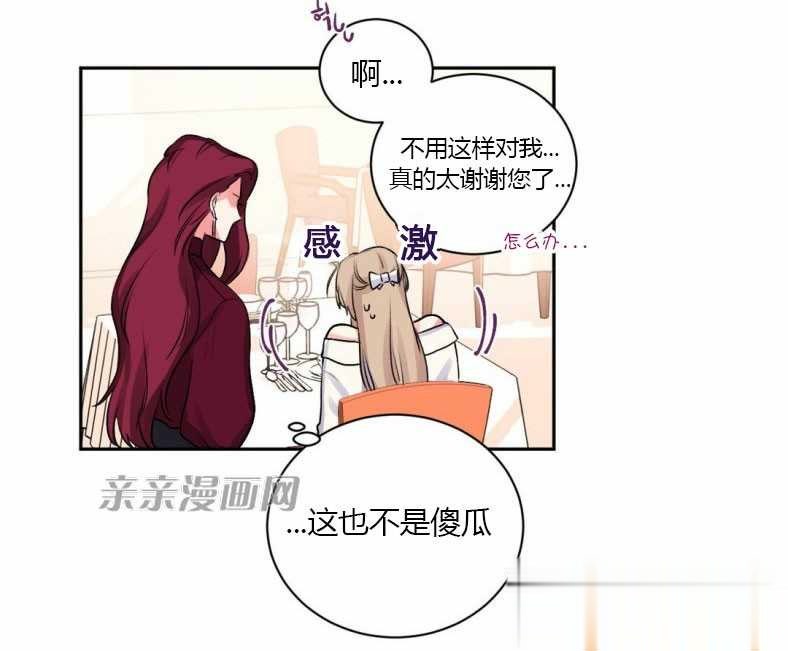 헉
啊...
不用这样对我...
真的太谢谢您了...
感 激
怎么办...
...这也不是傻瓜
亲亲漫画网